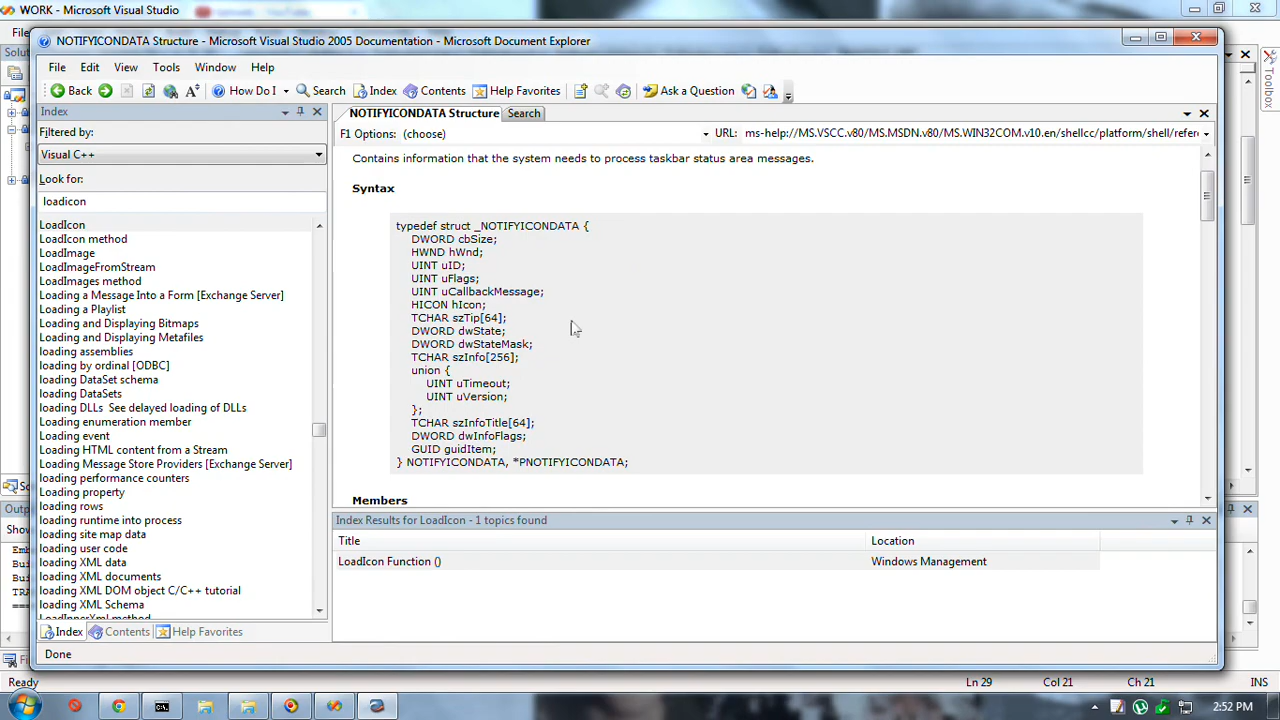 WORK - Microsoft Visual Studio
NOTIFYICONDATA Structure - Microsoft Visual Studio 2005 Documentation - Microsoft Document Explorer
File Edit View Tools Window Help
Back Search How Do I Index Contents Help Favorites Ask a Question
Index
Filtered by:
Visual C++
Look for:
loadicon
LoadIcon
LoadIcon method
LoadImage
LoadImageFromStream
LoadImages method
Loading a Message Into a Form [Exchange Server]
Loading a Playlist
Loading and Displaying Bitmaps
Loading and Displaying Metafiles
loading assemblies
loading by ordinal [ODBC]
loading DataSet schema
loading DataSets
loading DLLs See delayed loading of DLLs
Loading enumeration member
Loading event
Loading HTML content from a Stream
Loading Message Store Providers [Exchange Server]
loading performance counters
Loading property
loading rows
loading runtime into process
loading site map data
loading user code
loading XML data
loading XML documents
loading XML DOM object C/C++ tutorial
loading XML Schema
LoadInnerXml method
Index Contents Help Favorites
NOTIFYICONDATA Structure Search
F1 Options: (choose) URL: ms-help://MS.VSCC.v80/MS.MSDN.v80/MS.WIN32COM.v10.en/shellcc/platform/shell/refere
Contains information that the system needs to process taskbar status area messages.
Syntax
typedef struct _NOTIFYICONDATA {
DWORD cbSize;
HWND hWnd;
UINT uID;
UINT uFlags;
UINT uCallbackMessage;
HICON hIcon;
TCHAR szTip[64];
DWORD dwState;
DWORD dwStateMask;
TCHAR szInfo[256];
union {
UINT uTimeout;
UINT uVersion;
};
TCHAR szInfoTitle[64];
DWORD dwInfoFlags;
GUID guidItem;
} NOTIFYICONDATA, *PNOTIFYICONDATA;
Members
Index Results for LoadIcon - 1 topics found
Title Location
LoadIcon Function () Windows Management
Done
Toolbox
Ready Ln 29 Col 21 Ch 21 INS
2:52 PM